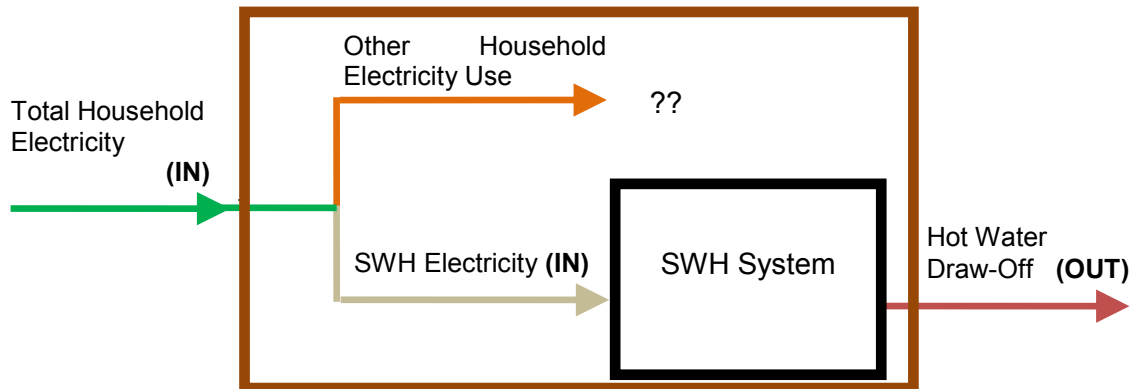 Other Household
Electricity Use
??
Total Household
Electricity
(IN)
SWH Electricity (IN)
SWH System
Hot Water
Draw-Off (OUT)